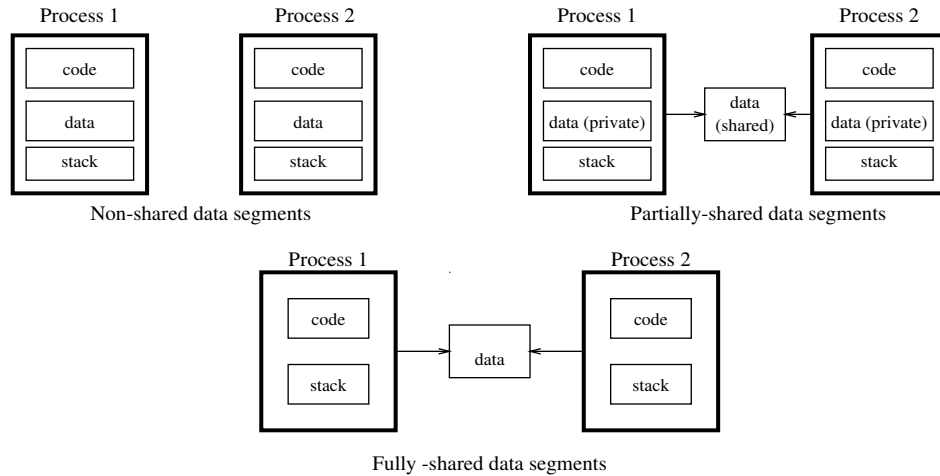 Process 1
Process 2
code
data
stack
code
data
stack
Non-shared data segments
Process 1
Process 2
code
data (private)
stack
data
(shared)
code
data (private)
stack
Partially-shared data segments
Process 1
Process 2
code
stack
data
code
stack
Fully -shared data segments